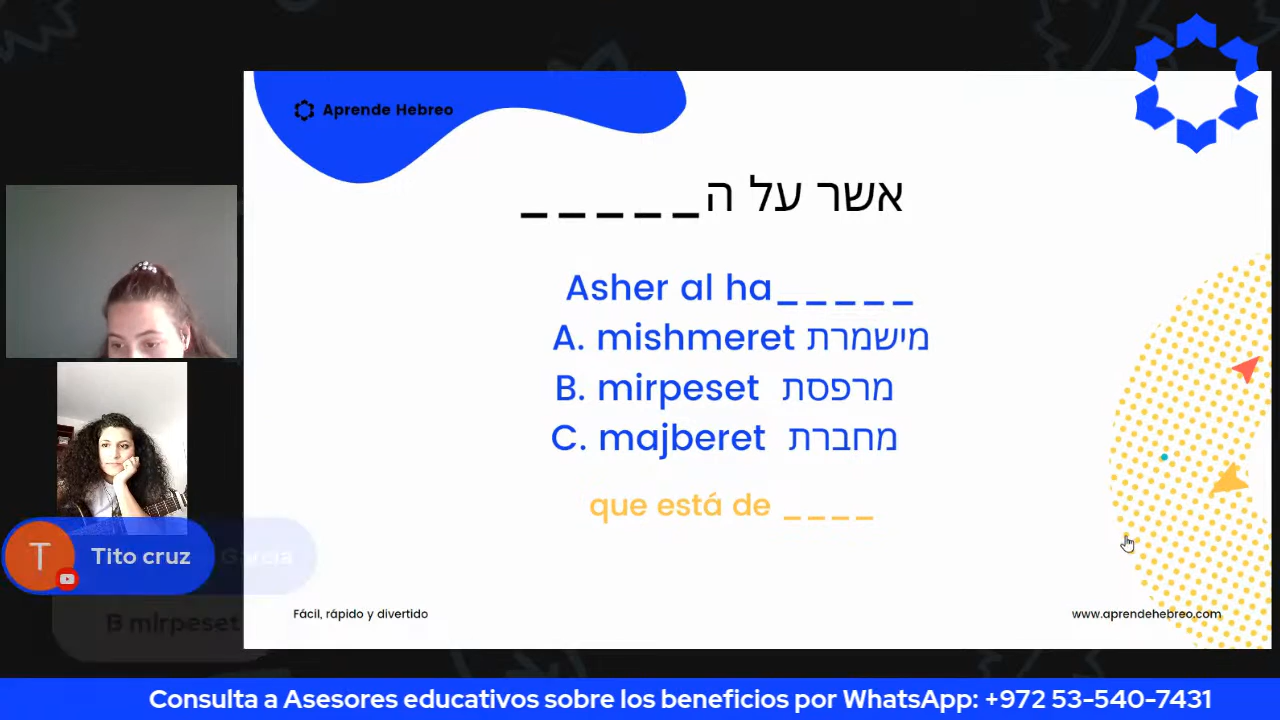 Aprende Hebreo
אשר על ה_____
Asher al ha_____
A. mishmeret מישמרת
B. mirpeset מרפסת
C. majberet מחברת
que está de ____
T Tito cruz
Garcia
B mirpeset
Fácil, rápido y divertido
www.aprendehebreo.com
Consulta a Asesores educativos sobre los beneficios por WhatsApp: +972 53-540-7431